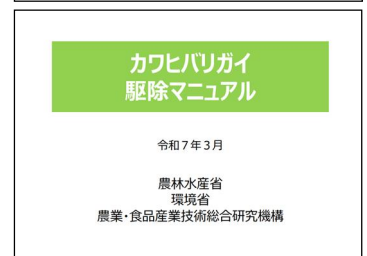 カワヒバリガイ
駆除マニュアル
令和７年３月
農林水産省
環境省
農業・食品産業技術総合研究機構